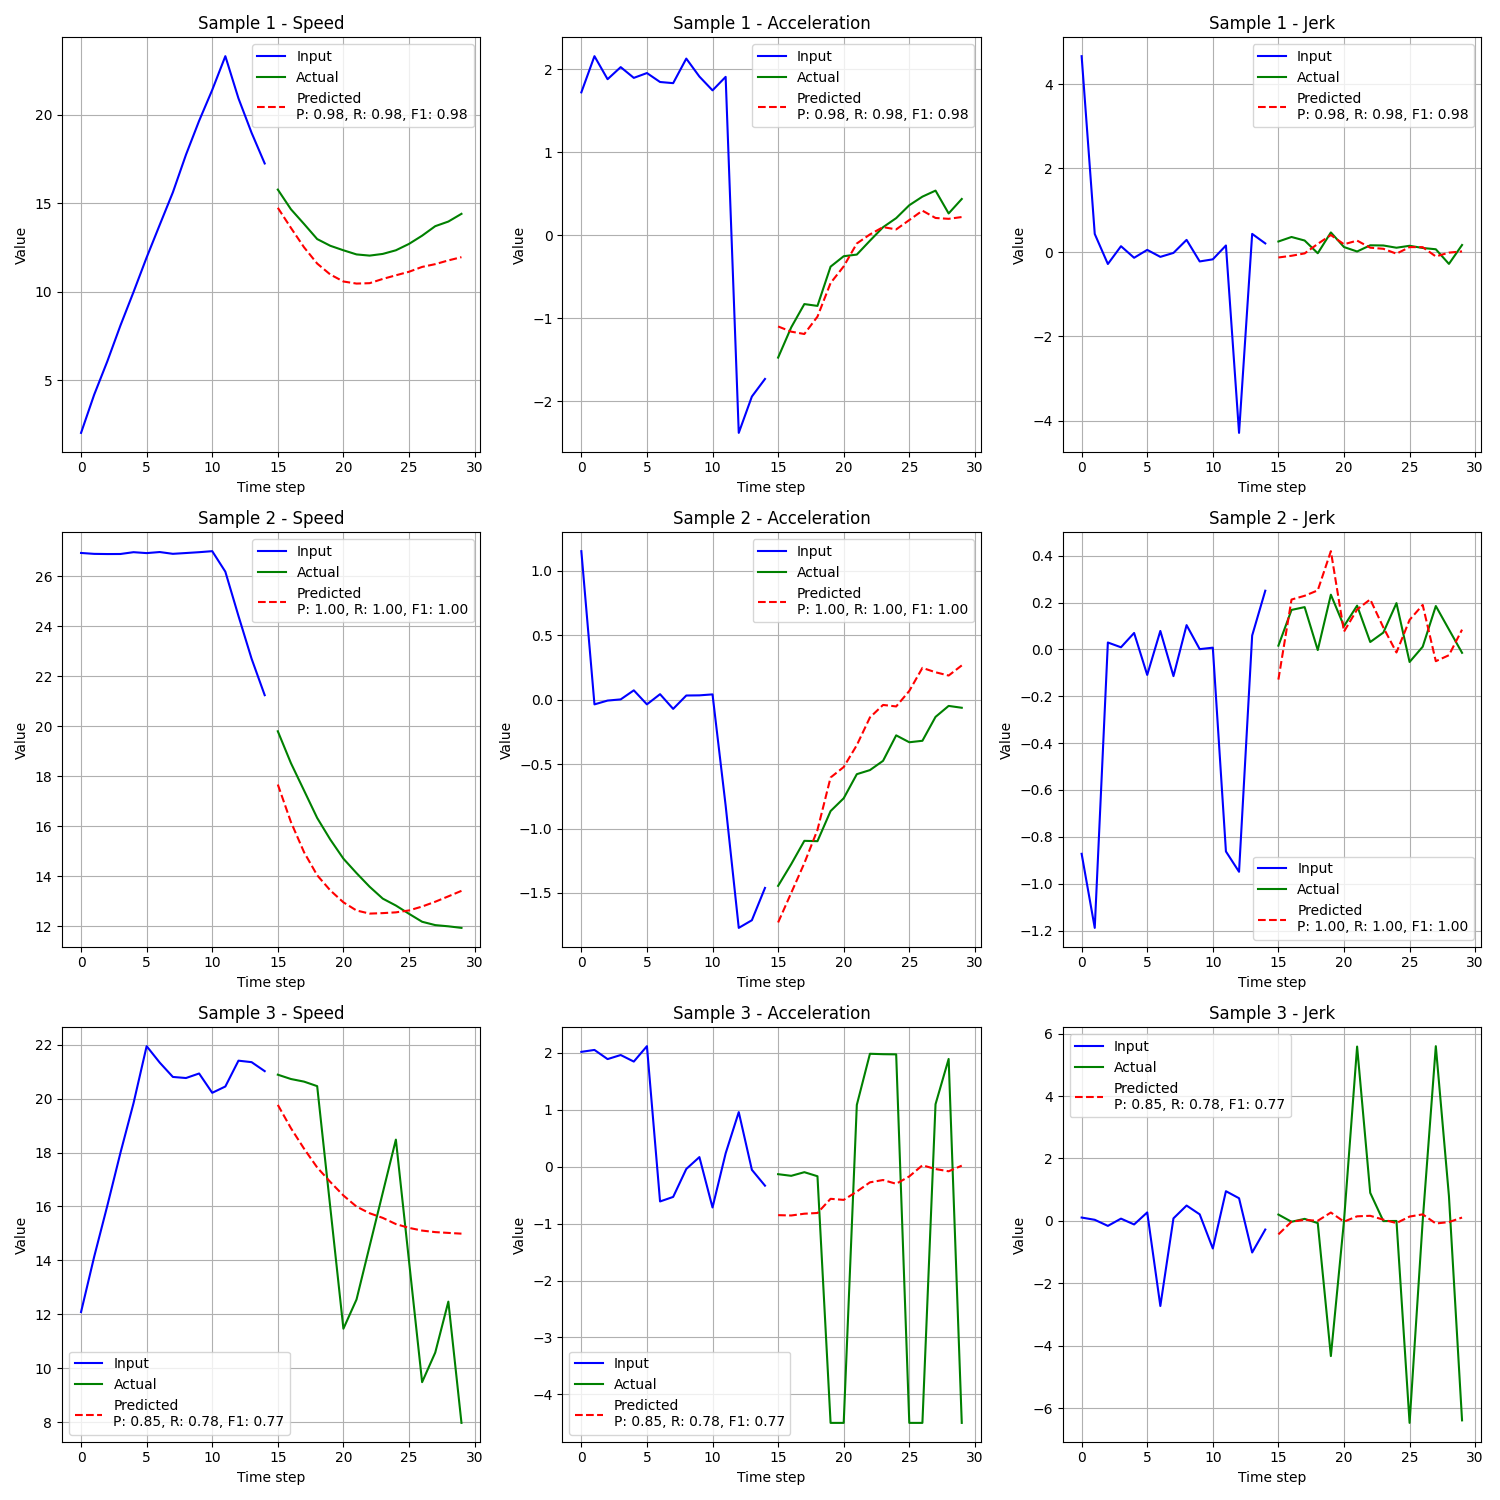 Sample 1 - Speed
Value
20
15
10
5
Input
Actual
Predicted
P: 0.98, R: 0.98, F1: 0.98
0 5 10 15 20 25 30
Time step
Sample 1 - Acceleration
Value
2
1
0
−1
−2
Input
Actual
Predicted
P: 0.98, R: 0.98, F1: 0.98
0 5 10 15 20 25 30
Time step
Sample 1 - Jerk
Value
4
2
0
−2
−4
Input
Actual
Predicted
P: 0.98, R: 0.98, F1: 0.98
0 5 10 15 20 25 30
Time step
Sample 2 - Speed
Value
26
24
22
20
18
16
14
12
Input
Actual
Predicted
P: 1.00, R: 1.00, F1: 1.00
0 5 10 15 20 25 30
Time step
Sample 2 - Acceleration
Value
1.0
0.5
0.0
−0.5
−1.0
−1.5
Input
Actual
Predicted
P: 1.00, R: 1.00, F1: 1.00
0 5 10 15 20 25 30
Time step
Sample 2 - Jerk
Value
0.4
0.2
0.0
−0.2
−0.4
−0.6
−0.8
−1.0
−1.2
Input
Actual
Predicted
P: 1.00, R: 1.00, F1: 1.00
0 5 10 15 20 25 30
Time step
Sample 3 - Speed
Value
22
20
18
16
14
12
10
8
Input
Actual
Predicted
P: 0.85, R: 0.78, F1: 0.77
0 5 10 15 20 25 30
Time step
Sample 3 - Acceleration
Value
2
1
0
−1
−2
−3
−4
Input
Actual
Predicted
P: 0.85, R: 0.78, F1: 0.77
0 5 10 15 20 25 30
Time step
Sample 3 - Jerk
Value
6
4
2
0
−2
−4
−6
Input
Actual
Predicted
P: 0.85, R: 0.78, F1: 0.77
0 5 10 15 20 25 30
Time step